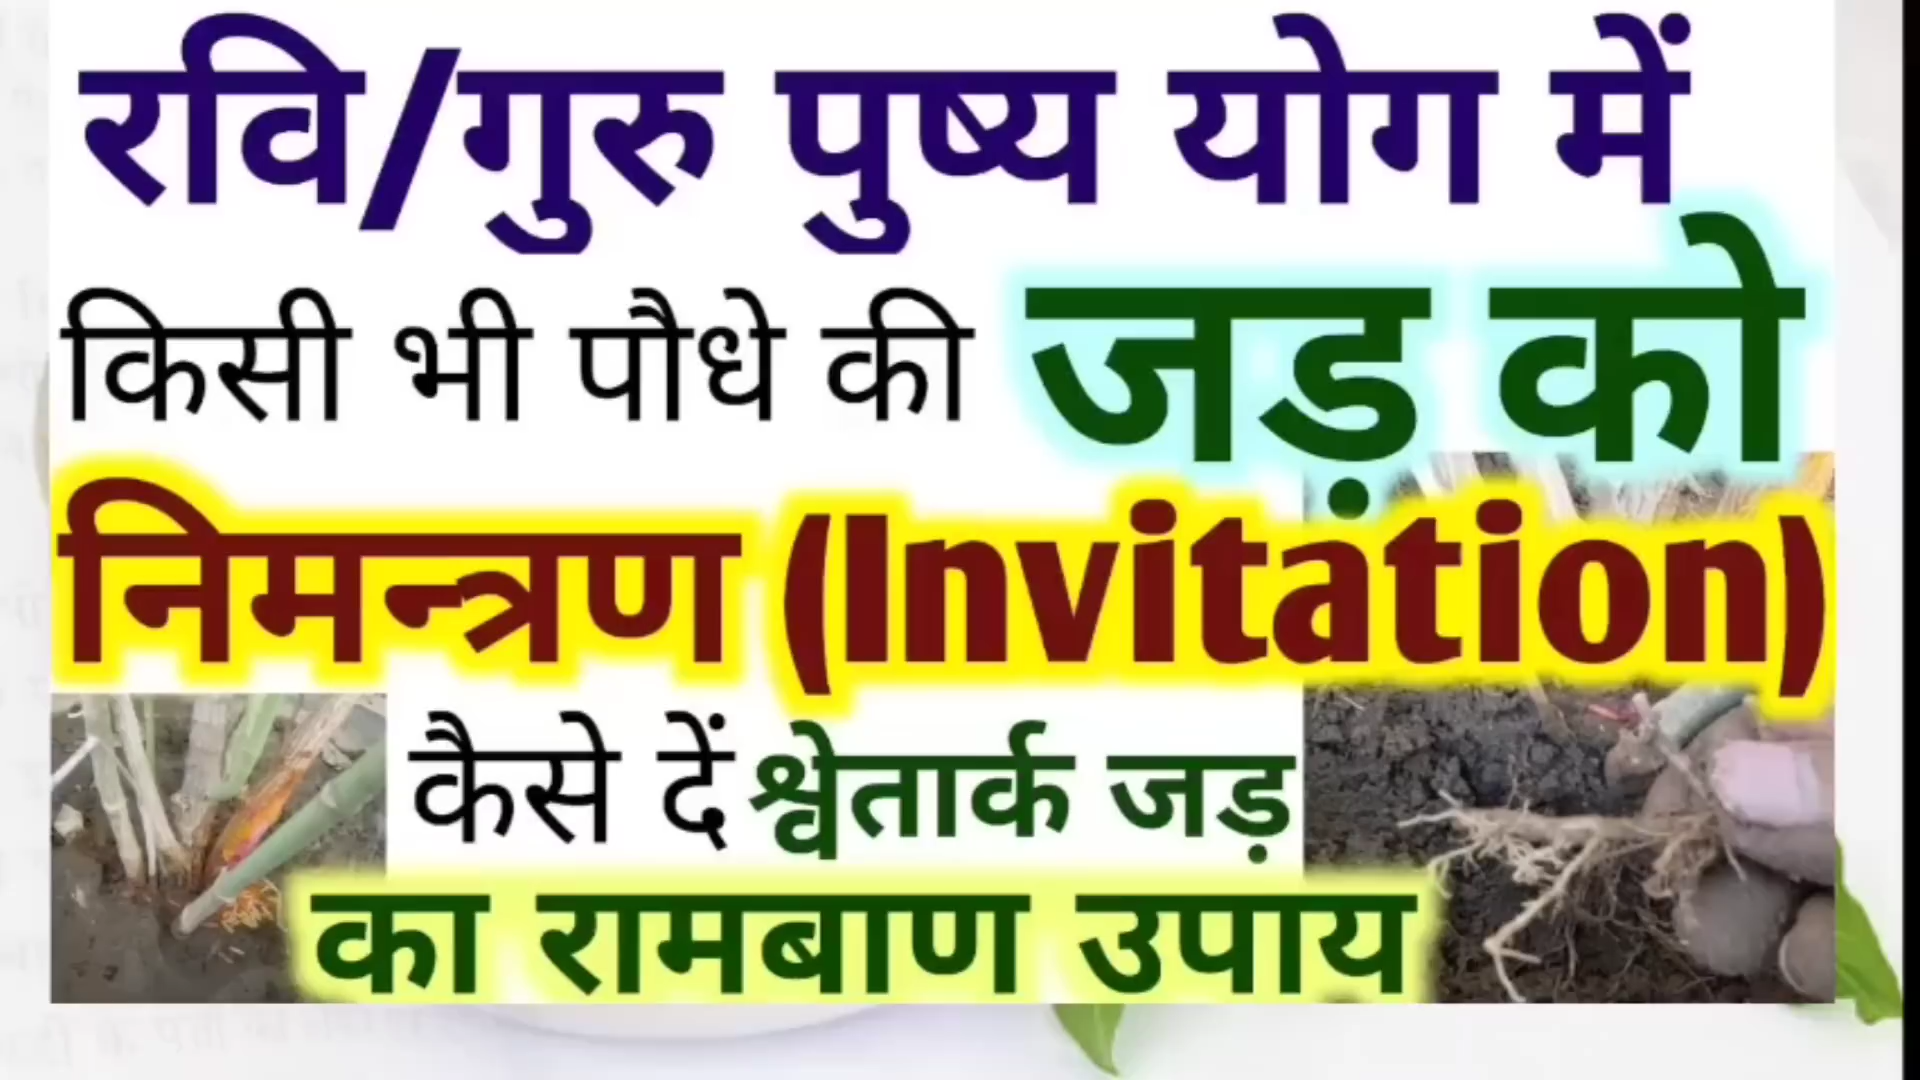 रवि/गुरु पुष्य योग में
किसी भी पौधे की जड़ को
निमन्त्रण (Invitation)
कैसे दें श्वेतार्क जड़
का रामबाण उपाय